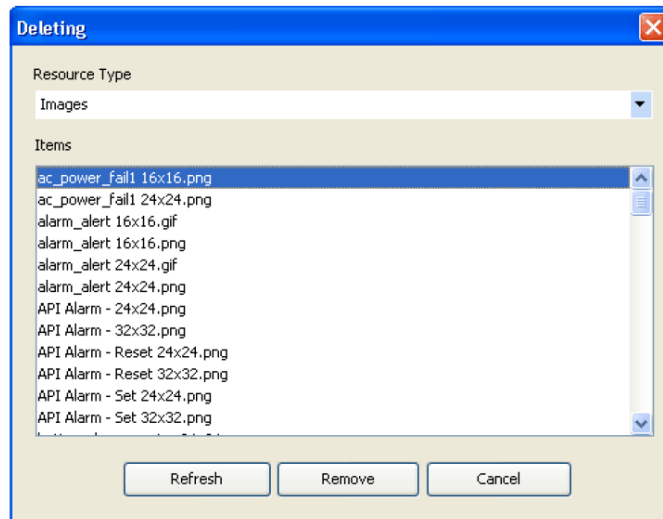 Deleting
Resource Type
Images
Items
ac_power_fail1 16x16.png
ac_power_fail1 24x24.png
alarm_alert 16x16.gif
alarm_alert 16x16.png
alarm_alert 24x24.gif
alarm_alert 24x24.png
API Alarm - 24x24.png
API Alarm - 32x32.png
API Alarm - Reset 24x24.png
API Alarm - Reset 32x32.png
API Alarm - Set 24x24.png
API Alarm - Set 32x32.png
Refresh Remove Cancel